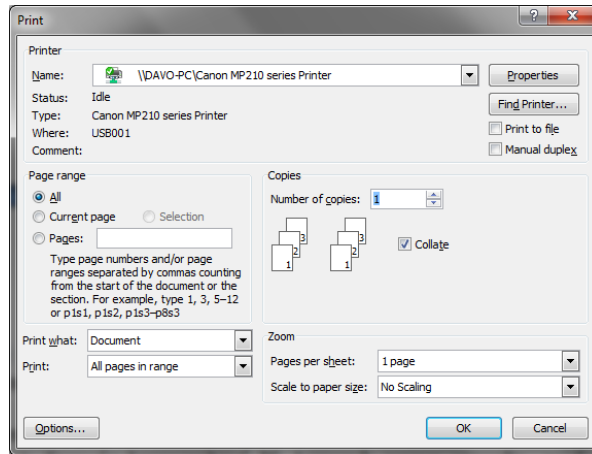 Print
Printer
Name: \\DAVO-PC\Canon MP210 series Printer
Properties
Status: Idle
Find Printer...
Type: Canon MP210 series Printer
Where: USB001
Print to file
Comment:
Manual duplex
Page range
All
Current page Selection
Pages:
Type page numbers and/or page
ranges separated by commas counting
from the start of the document or the
section. For example, type 1, 3, 5–12
or p1s1, p1s2, p1s3–p8s3
Copies
Number of copies: 1
3 3
2 2
1 1
Collate
Print what: Document
Print: All pages in range
Zoom
Pages per sheet: 1 page
Scale to paper size: No Scaling
Options...
OK
Cancel